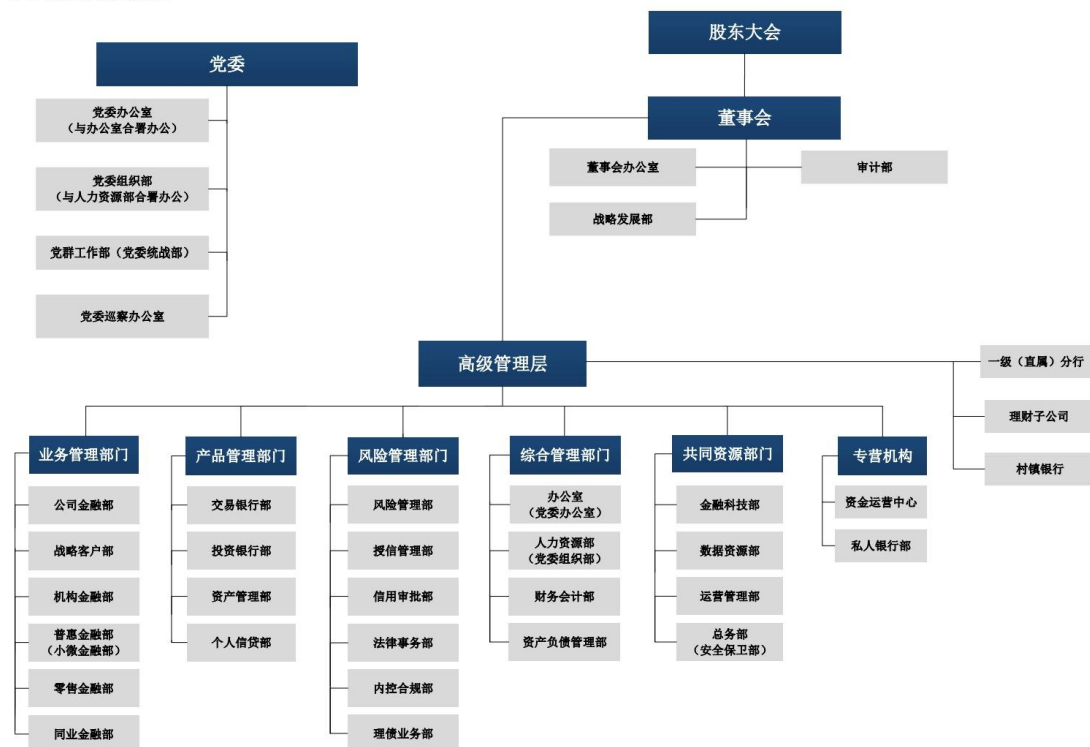 党委
党委办公室
（与办公室合署办公）
党委组织部
（与人力资源部合署办公）
党群工作部（党委统战部）
党委巡察办公室
股东大会
董事会
董事会办公室
审计部
战略发展部
高级管理层
一级（直属）分行
理财子公司
村镇银行
业务管理部门
公司金融部
战略客户部
机构金融部
普惠金融部
（小微金融部）
零售金融部
同业金融部
产品管理部门
交易银行部
投资银行部
资产管理部
个人信贷部
风险管理部门
风险管理部
授信管理部
信用审批部
法律事务部
内控合规部
理债业务部
综合管理部门
办公室
（党委办公室）
人力资源部
（党委组织部）
财务会计部
资产负债管理部
共同资源部门
金融科技部
数据资源部
运营管理部
总务部
（安全保卫部）
专营机构
资金运营中心
私人银行部